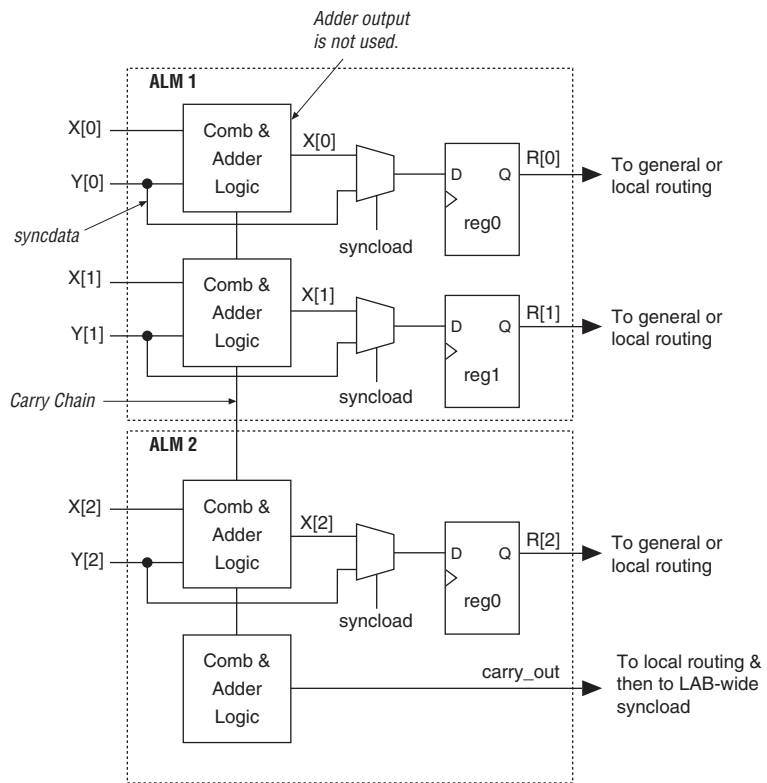 Adder output
is not used.
ALM 1
X[0]
Comb &
Adder
Logic
X[0]
Y[0]
D Q
R[0]
To general or
local routing
syncdata
syncload
reg0
X[1]
Comb &
Adder
Logic
X[1]
Y[1]
D Q
R[1]
To general or
local routing
syncload
reg1
Carry Chain
ALM 2
X[2]
Comb &
Adder
Logic
X[2]
Y[2]
D Q
R[2]
To general or
local routing
syncload
reg0
Comb &
Adder
Logic
carry_out
To local routing &
then to LAB-wide
syncload